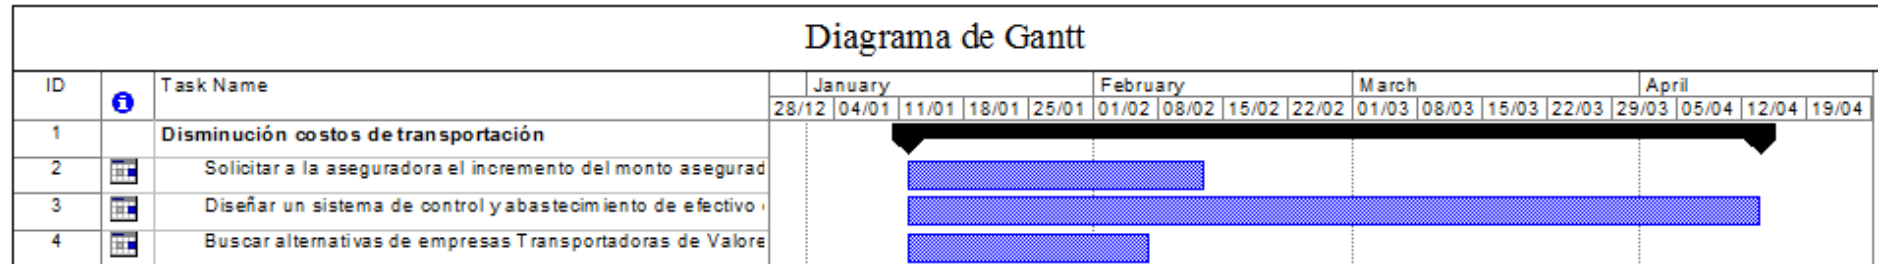 Diagrama de Gantt
ID Task Name January February March April
28/12 04/01 11/01 18/01 25/01 01/02 08/02 15/02 22/02 01/03 08/03 15/03 22/03 29/03 05/04 12/04 19/04
1 Disminución costos de transportación
2 Solicitar a la aseguradora el incremento del monto asegurad
3 Diseñar un sistema de control y abastecimiento de efectivo
4 Buscar alternativas de empresas Transportadoras de Valore